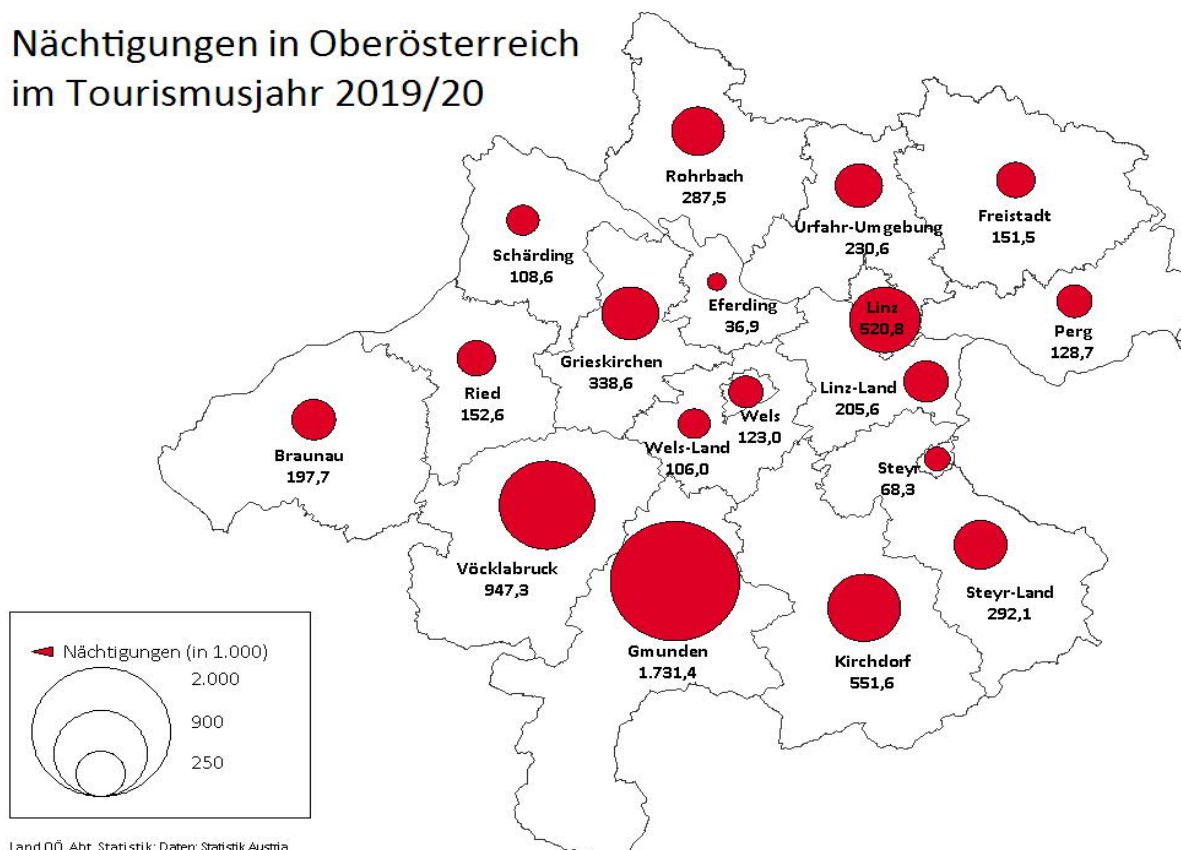 Nächtigungen in Oberösterreich
im Tourismusjahr 2019/20
Rohrbach
287,5
Urfahr-Umgebung
230,6
Freistadt
151,5
Schärding
108,6
Eferding
36,9
Linz
520,8
Perg
128,7
Grieskirchen
338,6
Ried
152,6
Linz-Land
205,6
Wels
123,0
Wels-Land
106,0
Braunau
197,7
Steyr
68,3
Vöcklabruck
947,3
Steyr-Land
292,1
Gmunden
1.731,4
Kirchdorf
551,6
Nächtigungen (in 1.000)
2.000
900
250
Land OÖ, Abt. Statistik; Daten: Statistik Austria